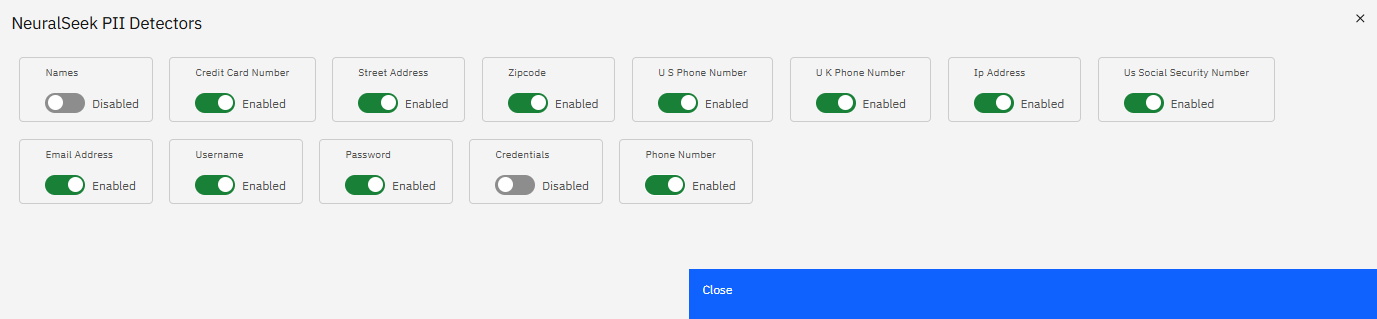 NeuralSeek PII Detectors
Names
Credit Card Number
Street Address
Zipcode
U S Phone Number
U K Phone Number
Ip Address
Us Social Security Number
Disabled
Enabled
Enabled
Enabled
Enabled
Enabled
Enabled
Enabled
Email Address
Username
Password
Credentials
Phone Number
Enabled
Enabled
Enabled
Disabled
Enabled
Close